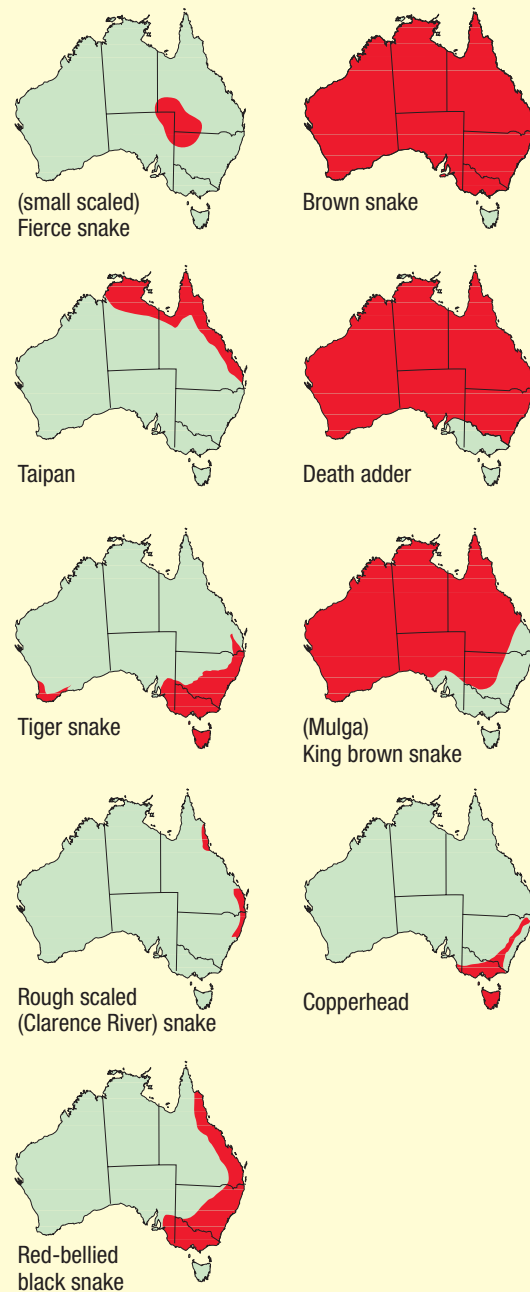 (small scaled)
Fierce snake
Brown snake
Taipan
Death adder
Tiger snake
(Mulga)
King brown snake
Rough scaled
(Clarence River) snake
Copperhead
Red-bellied
black snake